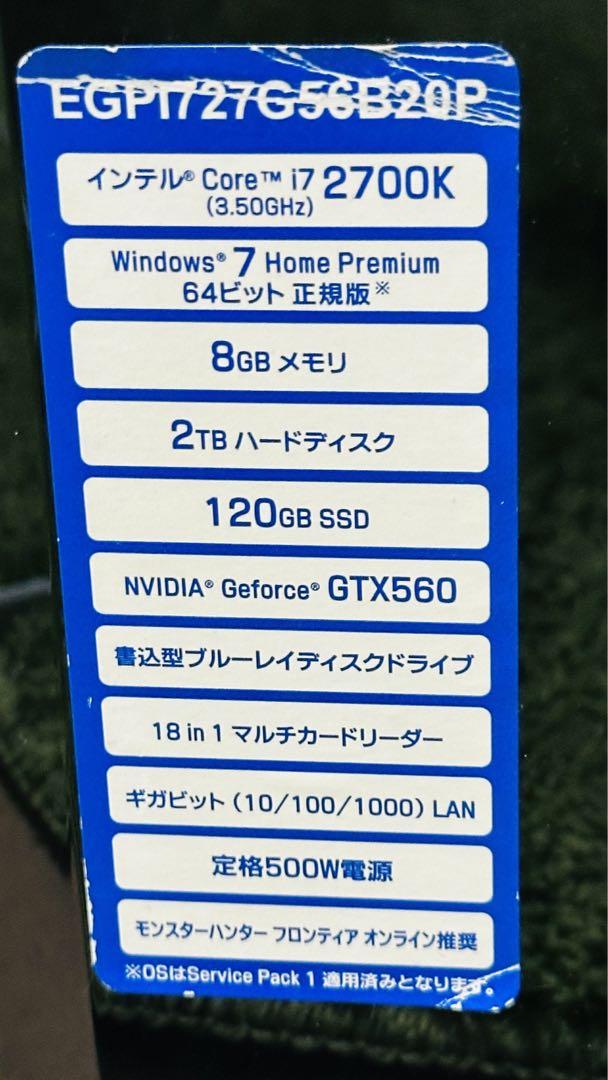 EGPI727G56B20P
インテル® Core™ i7 2700K
(3.50GHz)
Windows® 7 Home Premium
64ビット 正規版※
8GB メモリ
2TB ハードディスク
120GB SSD
NVIDIA® Geforce® GTX560
書込型ブルーレイディスクドライブ
18 in 1 マルチカードリーダー
ギガビット (10/100/1000) LAN
定格500W電源
モンスターハンター フロンティア オンライン推奨
※OSはService Pack 1 適用済みとなります。